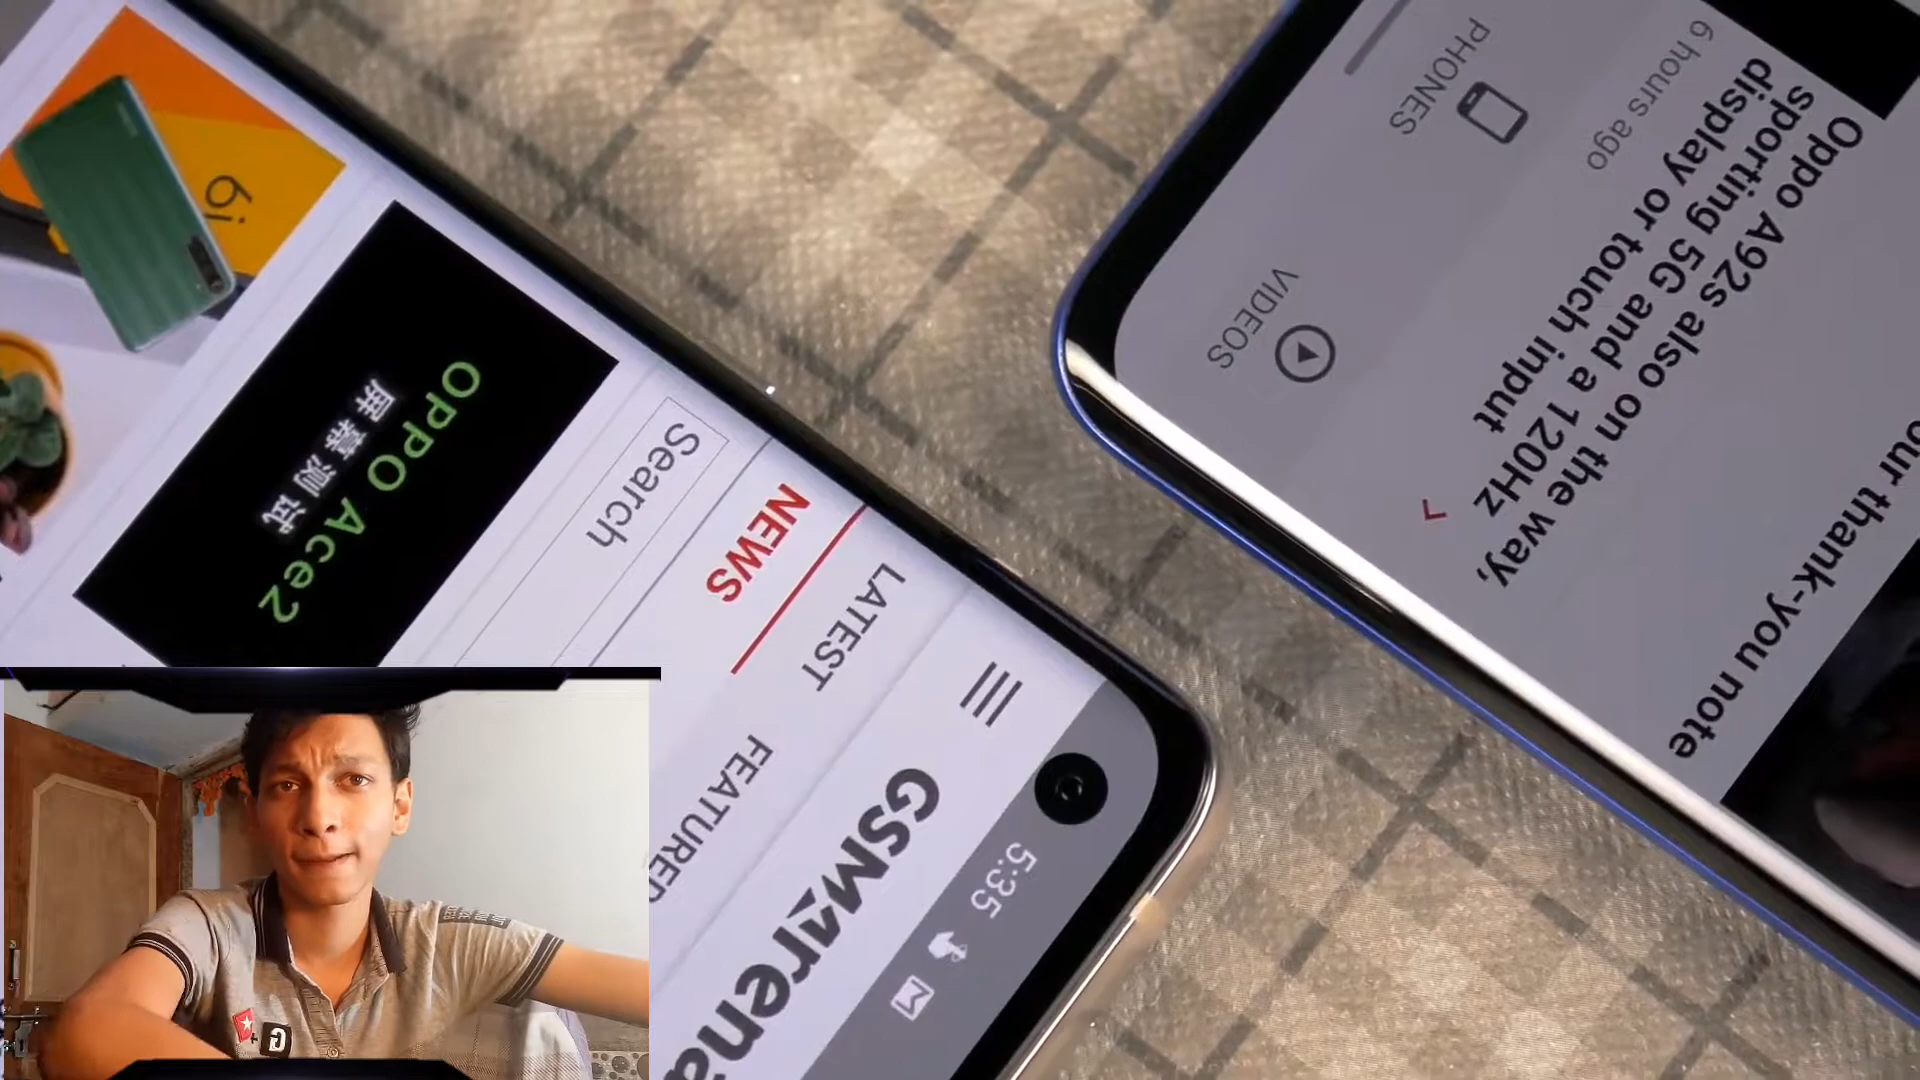 6i
OPPO Ace2
屏幕测试
Search
NEWS
LATEST
FEATURED
GSMArena
5:35
PHONES
VIDEOS
6 hours ago
Oppo A92s also on the way,
sporting 5G and a 120Hz
display or touch input
our thank-you note
G